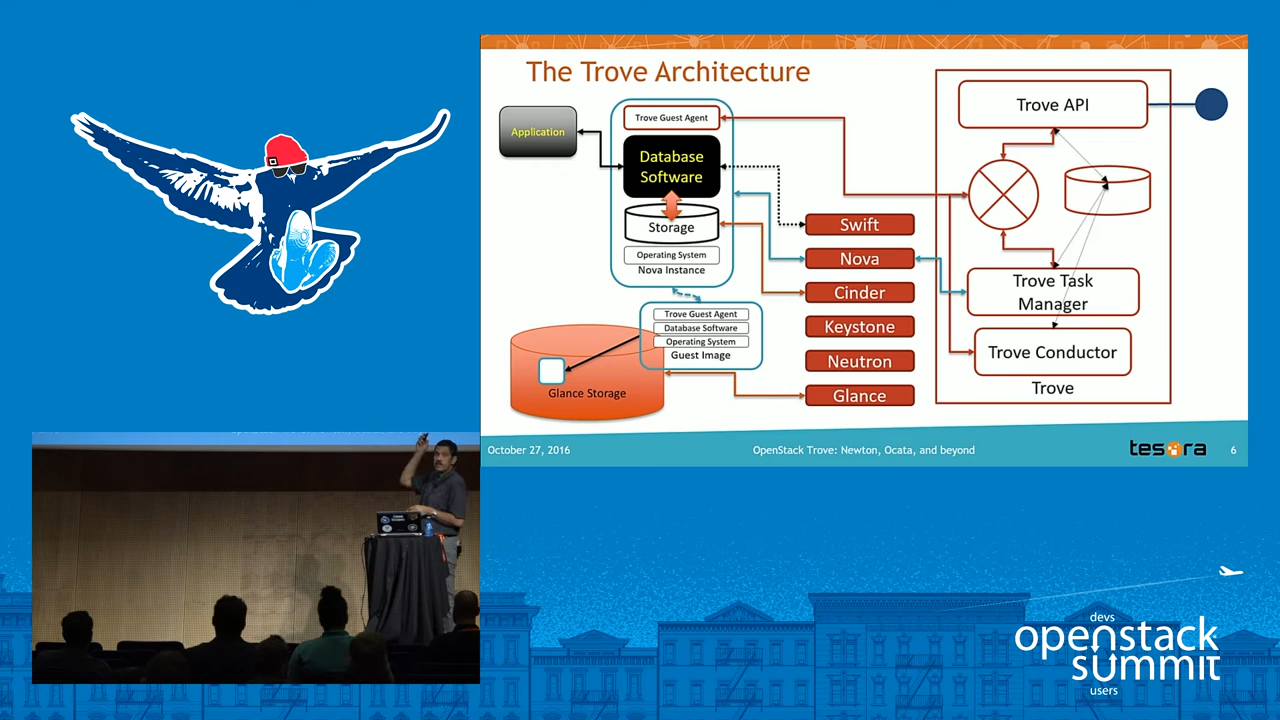 The Trove Architecture
Application
Trove Guest Agent
Database
Software
Storage
Operating System
Nova Instance
Trove Guest Agent
Database Software
Operating System
Guest Image
Glance Storage
Swift
Nova
Cinder
Keystone
Neutron
Glance
Trove API
Trove Task
Manager
Trove Conductor
Trove
October 27, 2016
OpenStack Trove: Newton, Ocata, and beyond
tesora
6
devs
openstack
summit
users